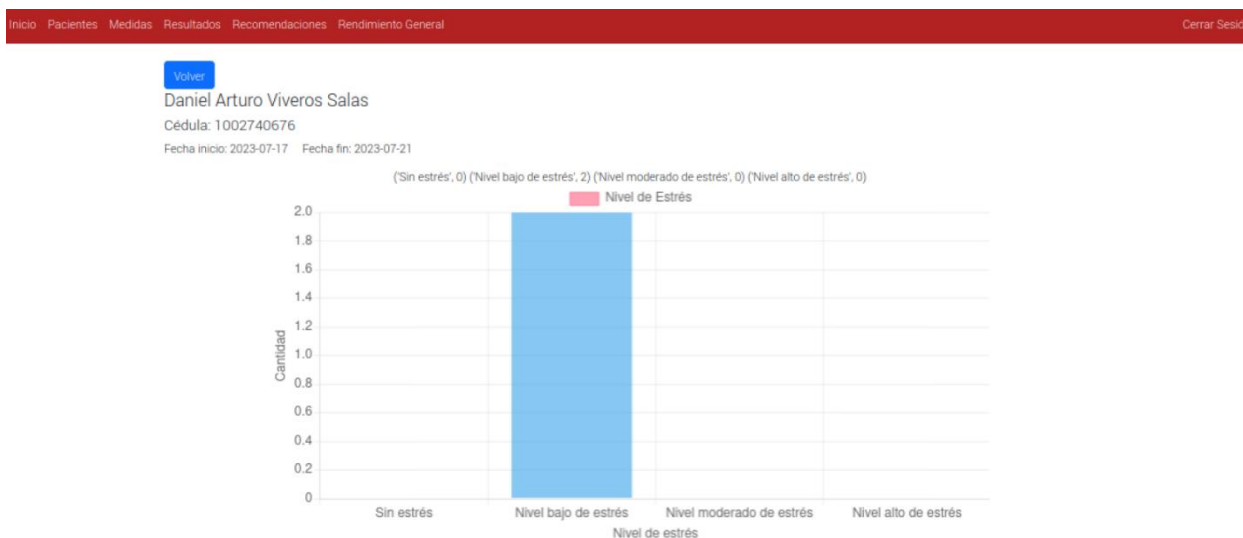 Inicio Pacientes Medidas Resultados Recomendaciones Rendimiento General Cerrar Sesió
Volver
Daniel Arturo Viveros Salas
Cédula: 1002740676
Fecha inicio: 2023-07-17 Fecha fin: 2023-07-21
('Sin estrés', 0) ('Nivel bajo de estrés', 2) ('Nivel moderado de estrés', 0) ('Nivel alto de estrés', 0)
Nivel de Estrés
2.0
1.8
1.6
1.4
1.2
1.0
0.8
0.6
0.4
0.2
0
Cantidad
Sin estrés Nivel bajo de estrés Nivel moderado de estrés Nivel alto de estrés
Nivel de estrés